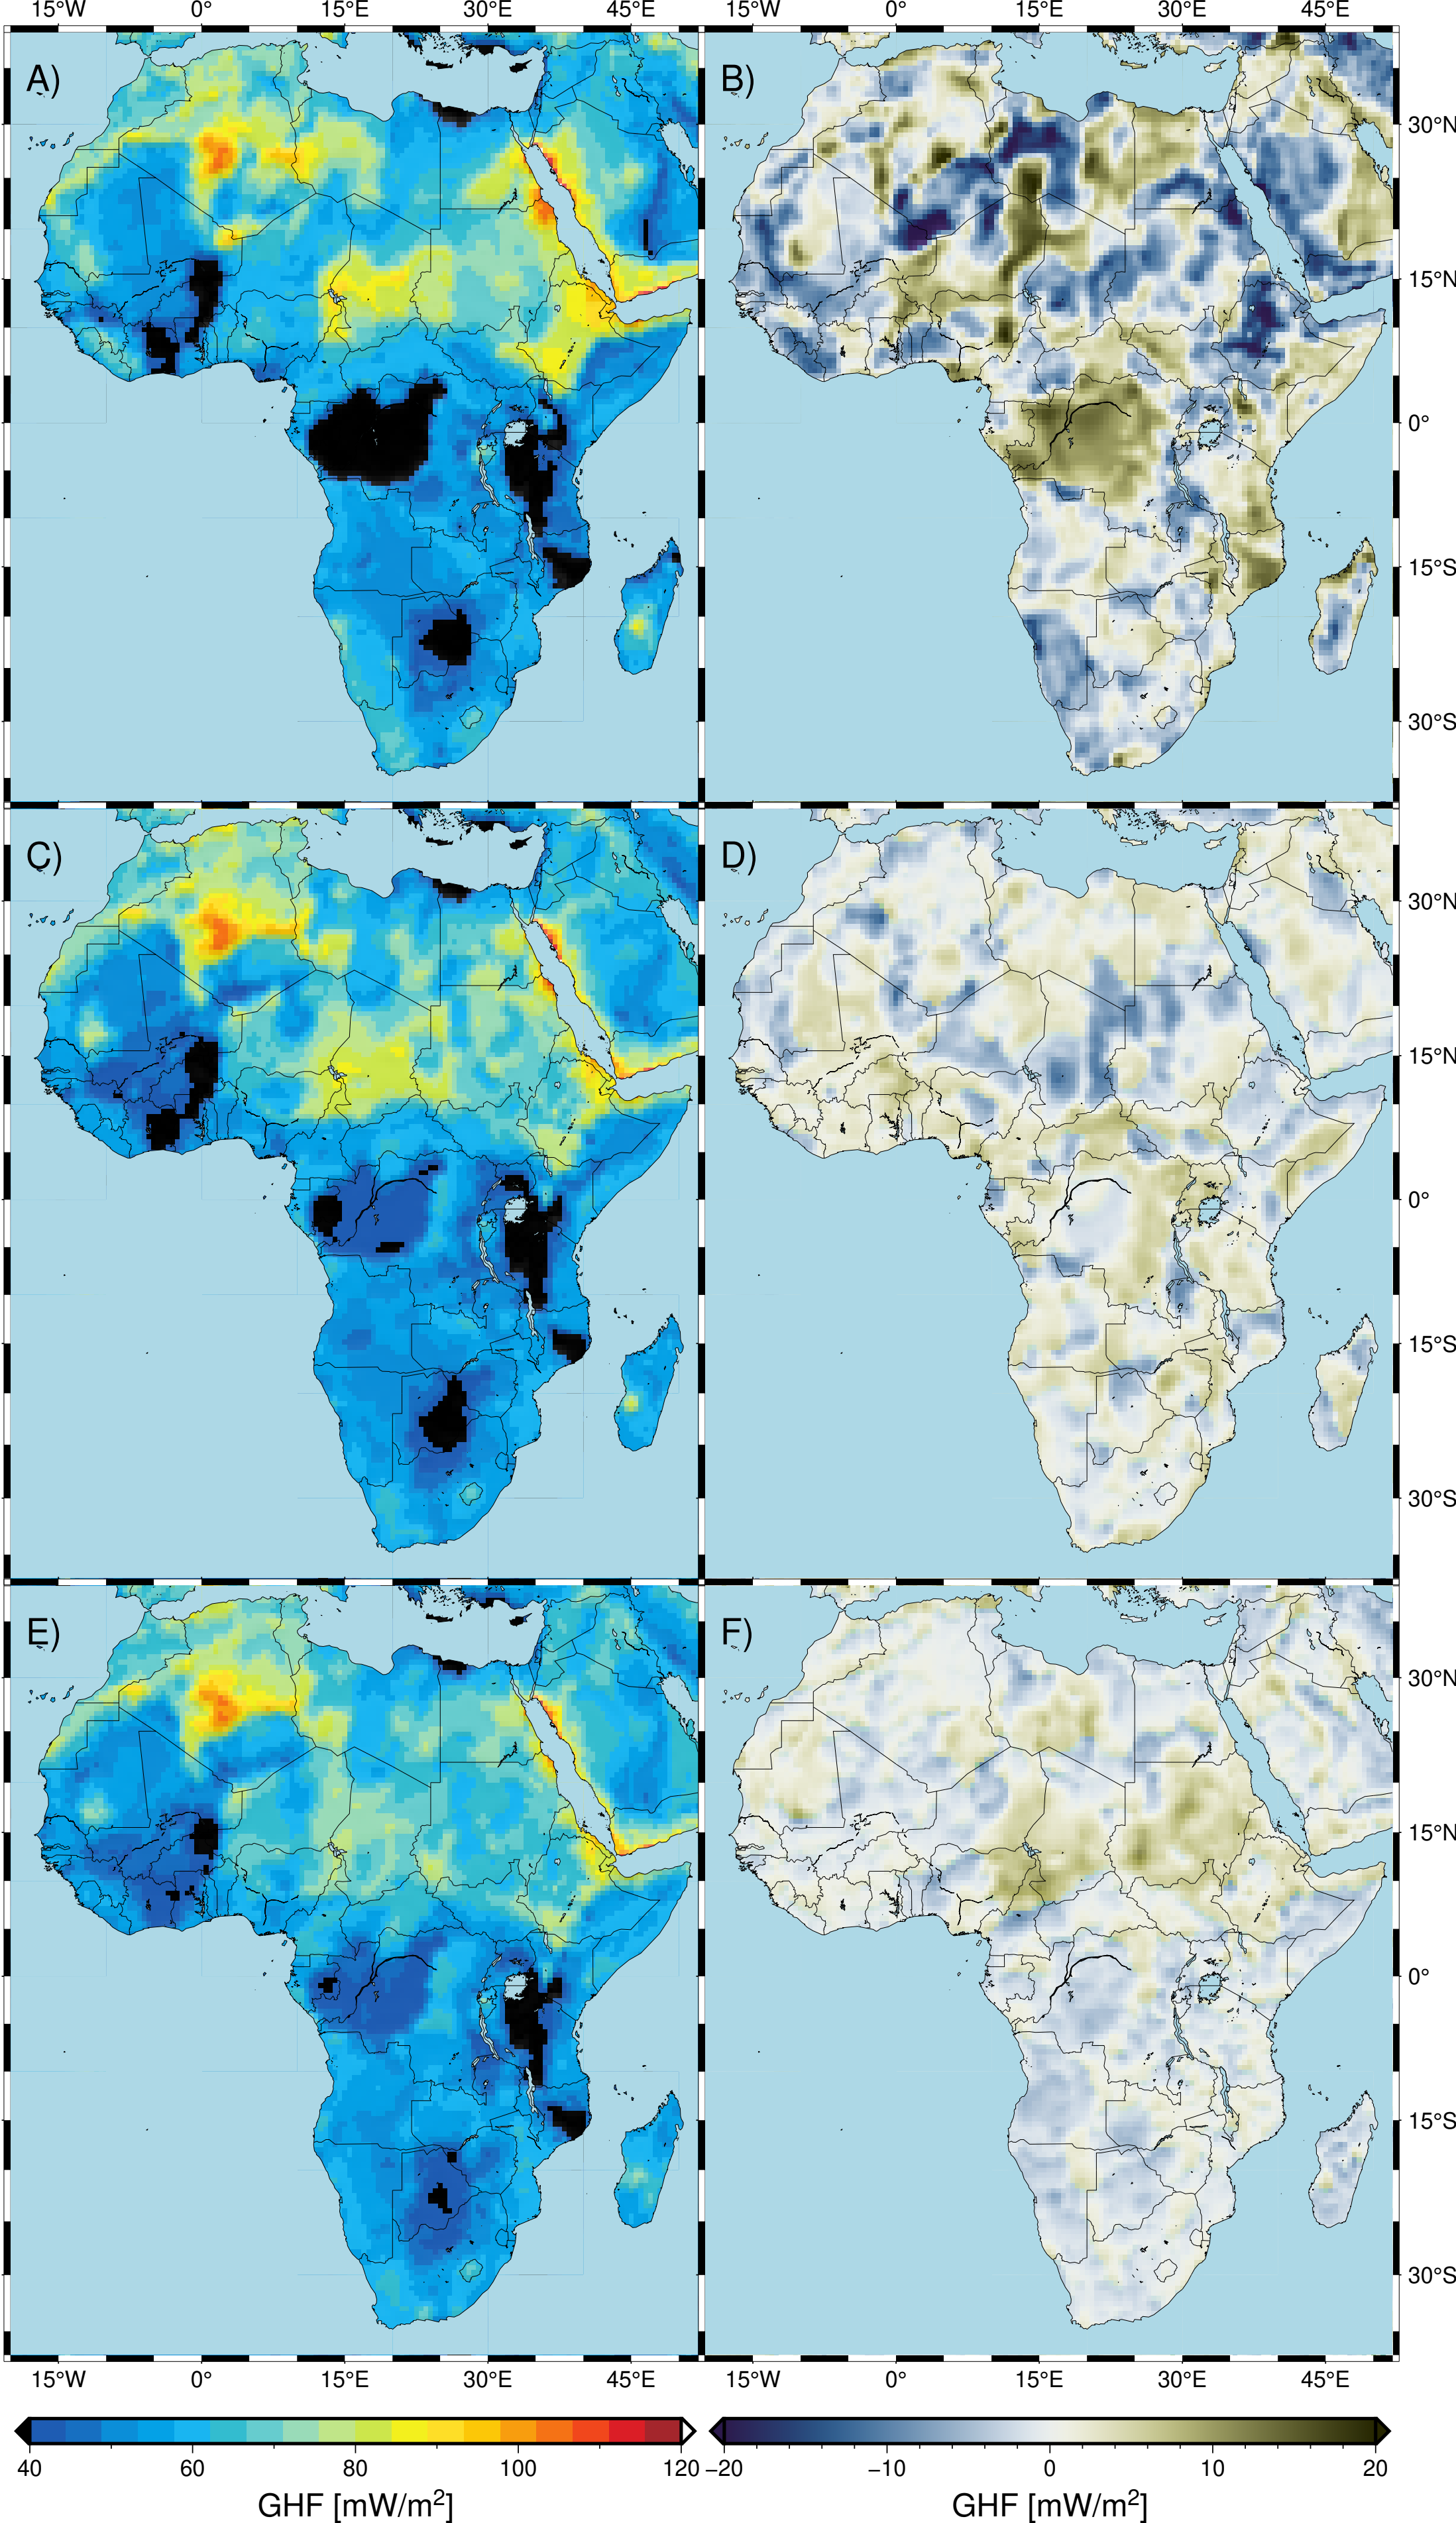 15°W 0° 15°E 30°E 45°E 15°W 0° 15°E 30°E 45°E
A) B)
30°N
15°N
0°
15°S
30°S
C) D)
30°N
15°N
0°
15°S
30°S
E) F)
30°N
15°N
0°
15°S
30°S
15°W 0° 15°E 30°E 45°E 15°W 0° 15°E 30°E 45°E
40 60 80 100 120 −20 −10 0 10 20
GHF [mW/m²] GHF [mW/m²]